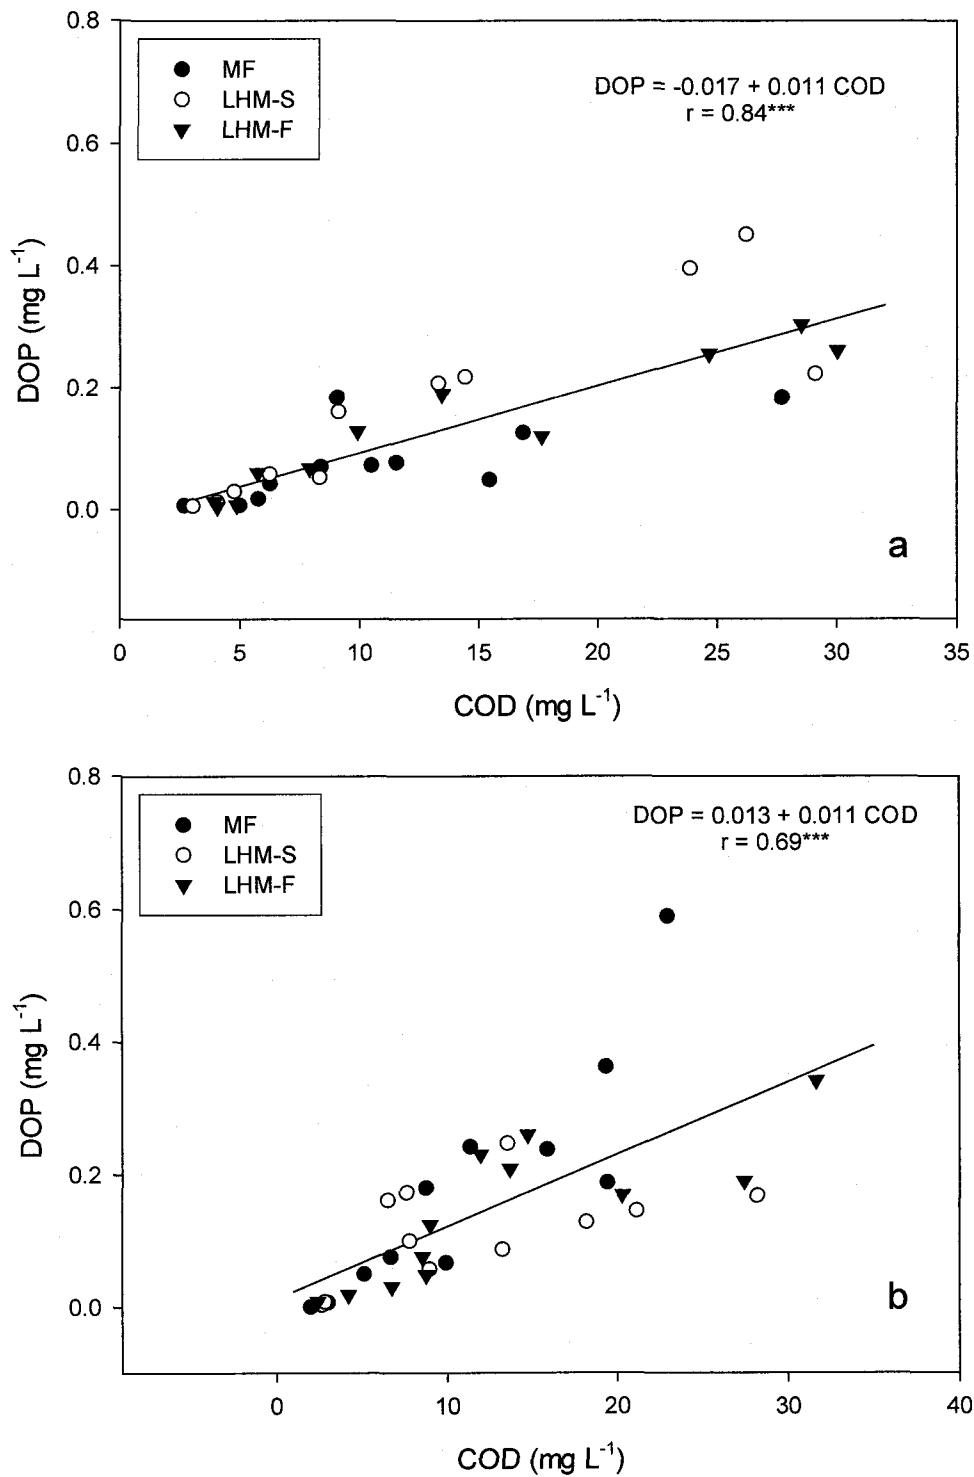 0.8
MF
LHM-S
LHM-F
DOP = -0.017 + 0.011 COD
r = 0.84***
0.6
0.4
0.2
0.0
DOP (mg L⁻¹)
a
0 5 10 15 20 25 30 35
COD (mg L⁻¹)
0.8
MF
LHM-S
LHM-F
DOP = 0.013 + 0.011 COD
r = 0.69***
0.6
0.4
0.2
0.0
DOP (mg L⁻¹)
b
0 10 20 30 40
COD (mg L⁻¹)